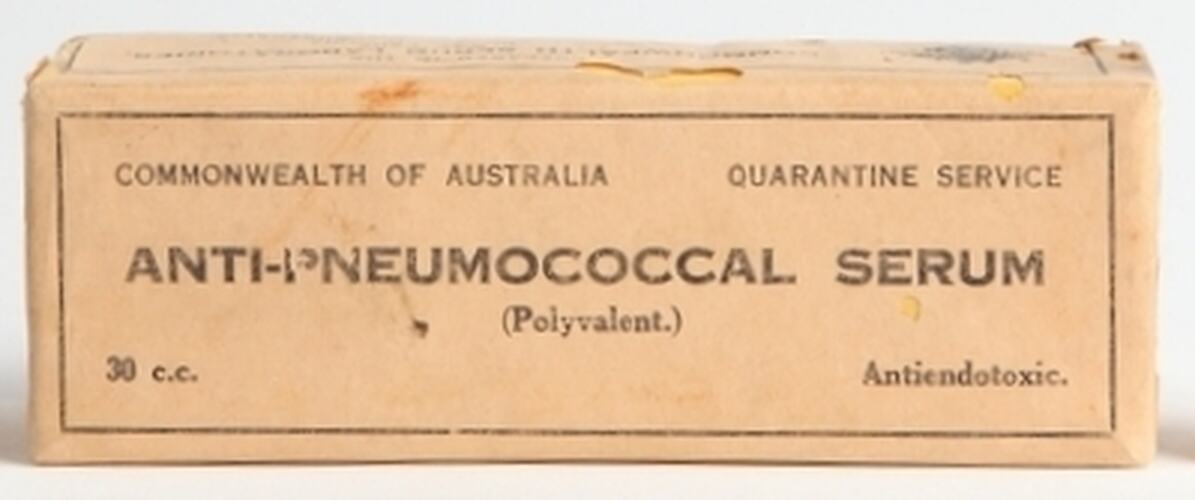 COMMONWEALTH OF AUSTRALIA QUARANTINE SERVICE
ANTI-PNEUMOCOCCAL SERUM
(Polyvalent.)
30 c.c. Antiendotoxic.